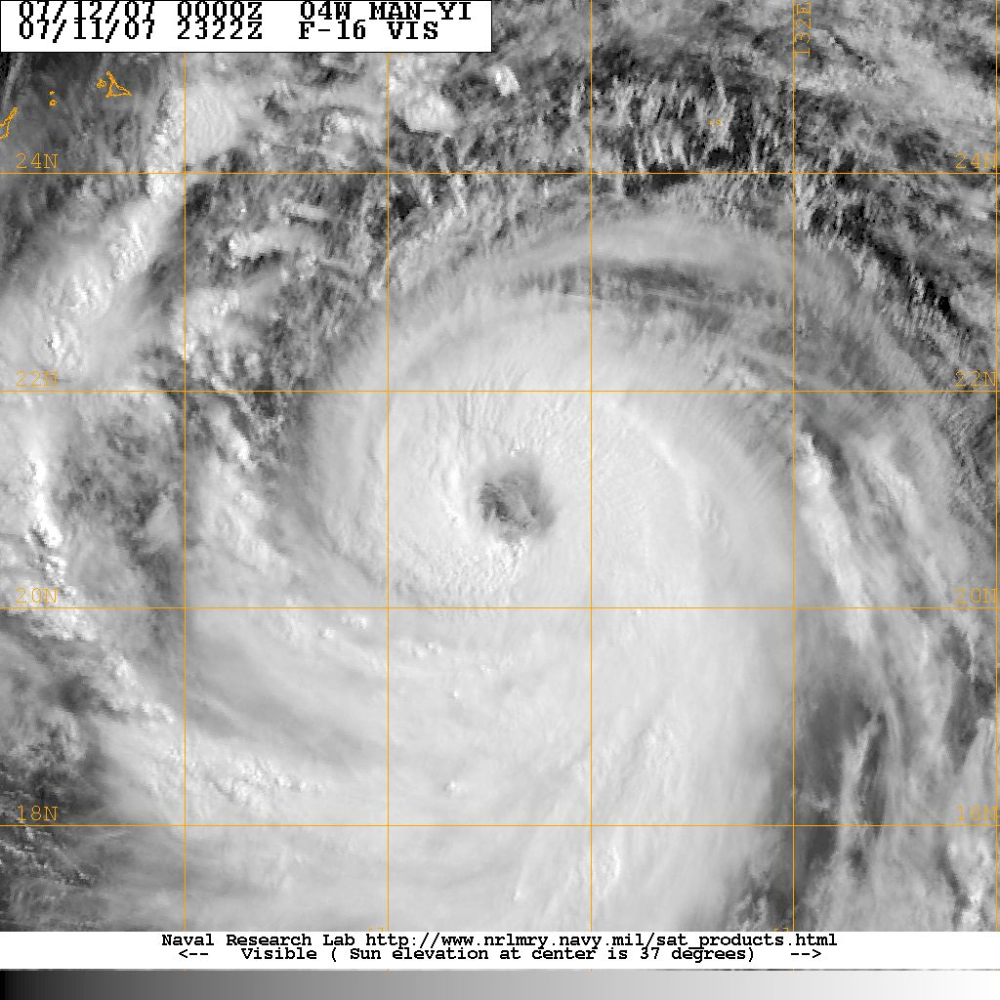 07/12/07 0000Z 04W MAN-YI
07/11/07 2322Z F-16 VIS
132E
24N 24N
22N 22N
20N 20N
18N 18N
Naval Research Lab http://www.nrlmry.navy.mil/sat_products.html
<-- Visible ( Sun elevation at center is 37 degrees) -->